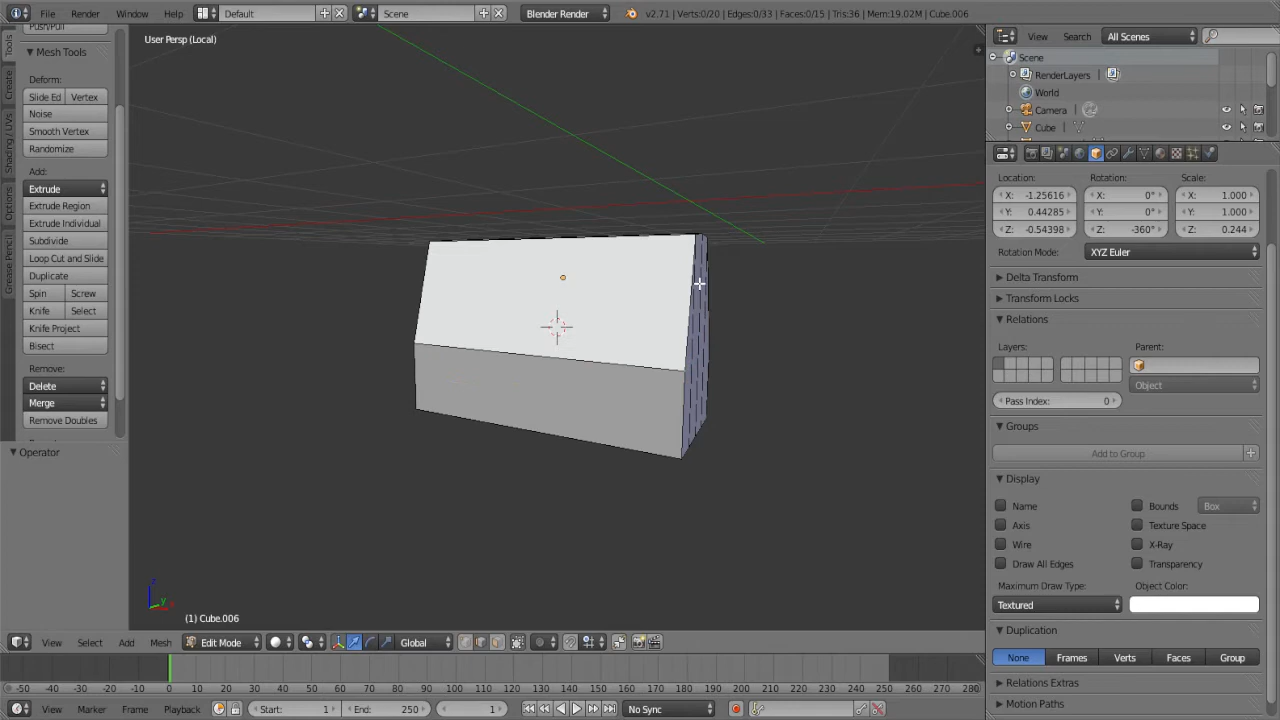 File Render Window Help Default Scene Blender Render v2.71 | Verts:0/20 | Edges:0/33 | Faces:0/15 | Tris:36 | Mem:19.02M | Cube.006
User Persp (Local)
Tools
Create
Shading / UVs
Options
Grease Pencil
Push/Pull
Mesh Tools
Deform:
Slide Ed Vertex
Noise
Smooth Vertex
Randomize
Add:
Extrude
Extrude Region
Extrude Individual
Subdivide
Loop Cut and Slide
Duplicate
Spin Screw
Knife Select
Knife Project
Bisect
Remove:
Delete
Merge
Remove Doubles
Operator
z
y
x
(1) Cube.006
View Select Add Mesh Edit Mode Global
View Search All Scenes
Scene
RenderLayers
World
Camera
Cube
Location: Rotation: Scale:
X: -1.25616 X: 0° X: 1.000
Y: 0.44285 Y: 0° Y: 1.000
Z: -0.54398 Z: -360° Z: 0.244
Rotation Mode: XYZ Euler
Delta Transform
Transform Locks
Relations
Layers: Parent:
Object
Pass Index: 0
Groups
Add to Group
Display
Name Bounds Box
Axis Texture Space
Wire X-Ray
Draw All Edges Transparency
Maximum Draw Type: Object Color:
Textured
Duplication
None Frames Verts Faces Group
Relations Extras
Motion Paths
-50 -40 -30 -20 -10 0 10 20 30 40 50 60 70 80 90 100 110 120 130 140 150 160 170 180 190 200 210 220 230 240 250 260 270 280
View Marker Frame Playback Start: 1 End: 250 1 No Sync